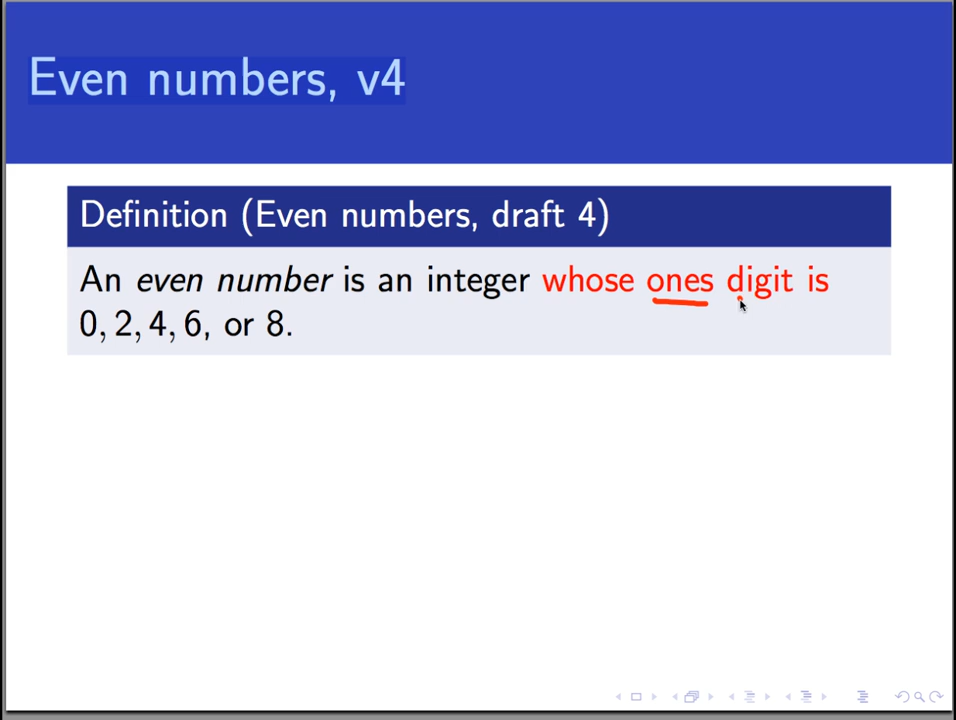 Even numbers, v4
Definition (Even numbers, draft 4)
An even number is an integer whose ones digit is
0, 2, 4, 6, or 8.